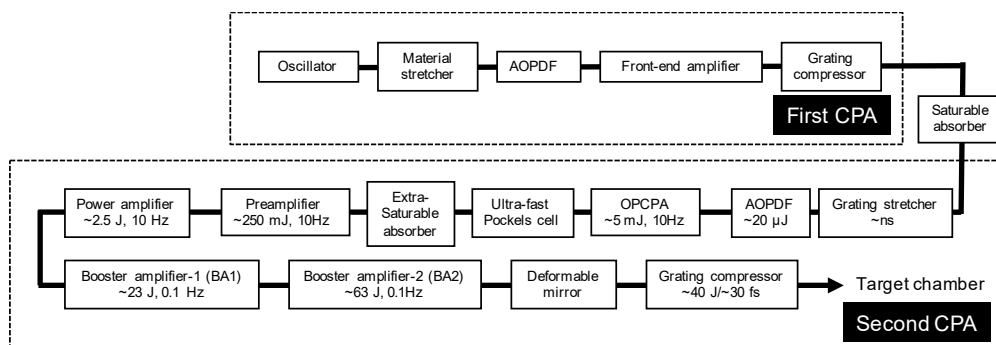 Oscillator
Material
stretcher
AOPDF
Front-end amplifier
Grating
compressor
First CPA
Saturable
absorber
Power amplifier
~2.5 J, 10 Hz
Preamplifier
~250 mJ, 10Hz
Extra-
Saturable
absorber
Ultra-fast
Pockels cell
OPCPA
~5 mJ, 10Hz
AOPDF
~20 µJ
Grating stretcher
~ns
Booster amplifier-1 (BA1)
~23 J, 0.1 Hz
Booster amplifier-2 (BA2)
~63 J, 0.1Hz
Deformable
mirror
Grating compressor
~40 J/~30 fs
Target chamber
Second CPA